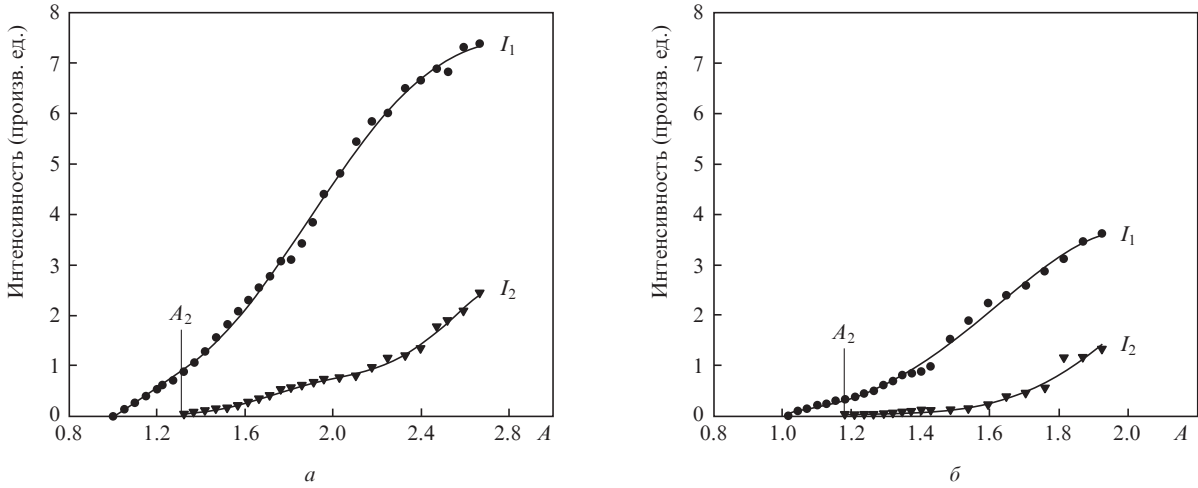 Интенсивность (произв. ед.)
8
7
6
5
4
3
2
1
0
I₁
I₂
A₂
0.8 1.2 1.6 2.0 2.4 2.8 A
а
Интенсивность (произв. ед.)
8
7
6
5
4
3
2
1
0
I₁
I₂
A₂
0.8 1.0 1.2 1.4 1.6 1.8 2.0 A
б